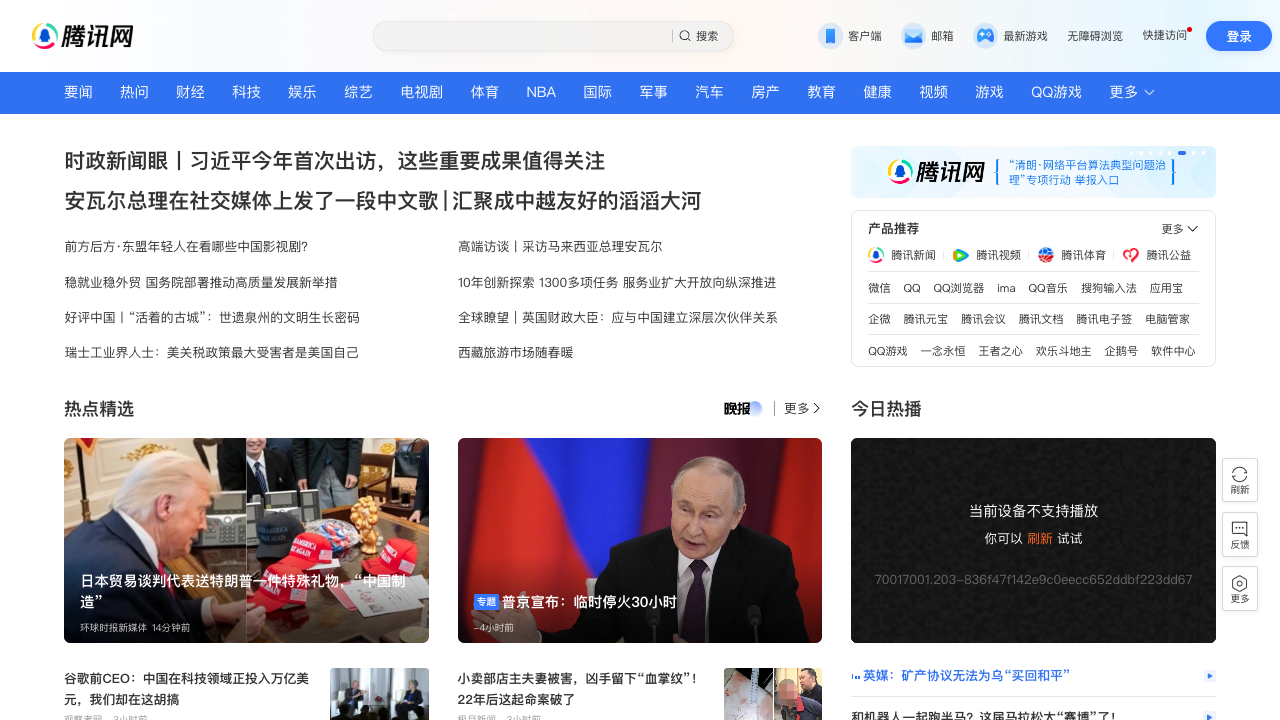 腾讯网
搜索
客户端
邮箱
最新游戏
无障碍浏览
快捷访问
登录
要闻 热问 财经 科技 娱乐 综艺 电视剧 体育 NBA 国际 军事 汽车 房产 教育 健康 视频 游戏 QQ游戏 更多
时政新闻眼丨习近平今年首次出访，这些重要成果值得关注
安瓦尔总理在社交媒体上发了一段中文歌|汇聚成中越友好的滔滔大河
前方后方·东盟年轻人在看哪些中国影视剧？
高端访谈丨采访马来西亚总理安瓦尔
稳就业稳外贸 国务院部署推动高质量发展新举措
10年创新探索 1300多项任务 服务业扩大开放向纵深推进
好评中国丨“活着的古城”：世遗泉州的文明生长密码
全球瞭望丨英国财政大臣：应与中国建立深层次伙伴关系
瑞士工业界人士：美关税政策最大受害者是美国自己
西藏旅游市场随春暖
腾讯网
“清朗·网络平台算法典型问题治
理”专项行动 举报入口
产品推荐 更多
腾讯新闻 腾讯视频 腾讯体育 腾讯公益
微信 QQ QQ浏览器 ima QQ音乐 搜狗输入法 应用宝
企微 腾讯元宝 腾讯会议 腾讯文档 腾讯电子签 电脑管家
QQ游戏 一念永恒 王者之心 欢乐斗地主 企鹅号 软件中心
热点精选
晚报
更多
今日热播
日本贸易谈判代表送特朗普一件特殊礼物，“中国制
造”
环球时报新媒体 14分钟前
专题 普京宣布：临时停火30小时
~4小时前
当前设备不支持播放
你可以 刷新 试试
70017001.203-836f47f142e9c0eecc652ddbf223dd67
刷新
反馈
更多
谷歌前CEO：中国在科技领域正投入万亿美
元，我们却在这胡搞
观察者网 3小时前
小卖部店主夫妻被害，凶手留下“血掌纹”！
22年后这起命案破了
极目新闻 3小时前
英媒：矿产协议无法为乌“买回和平”
和机器人一起跑半马？这届马拉松太“赛博”了！